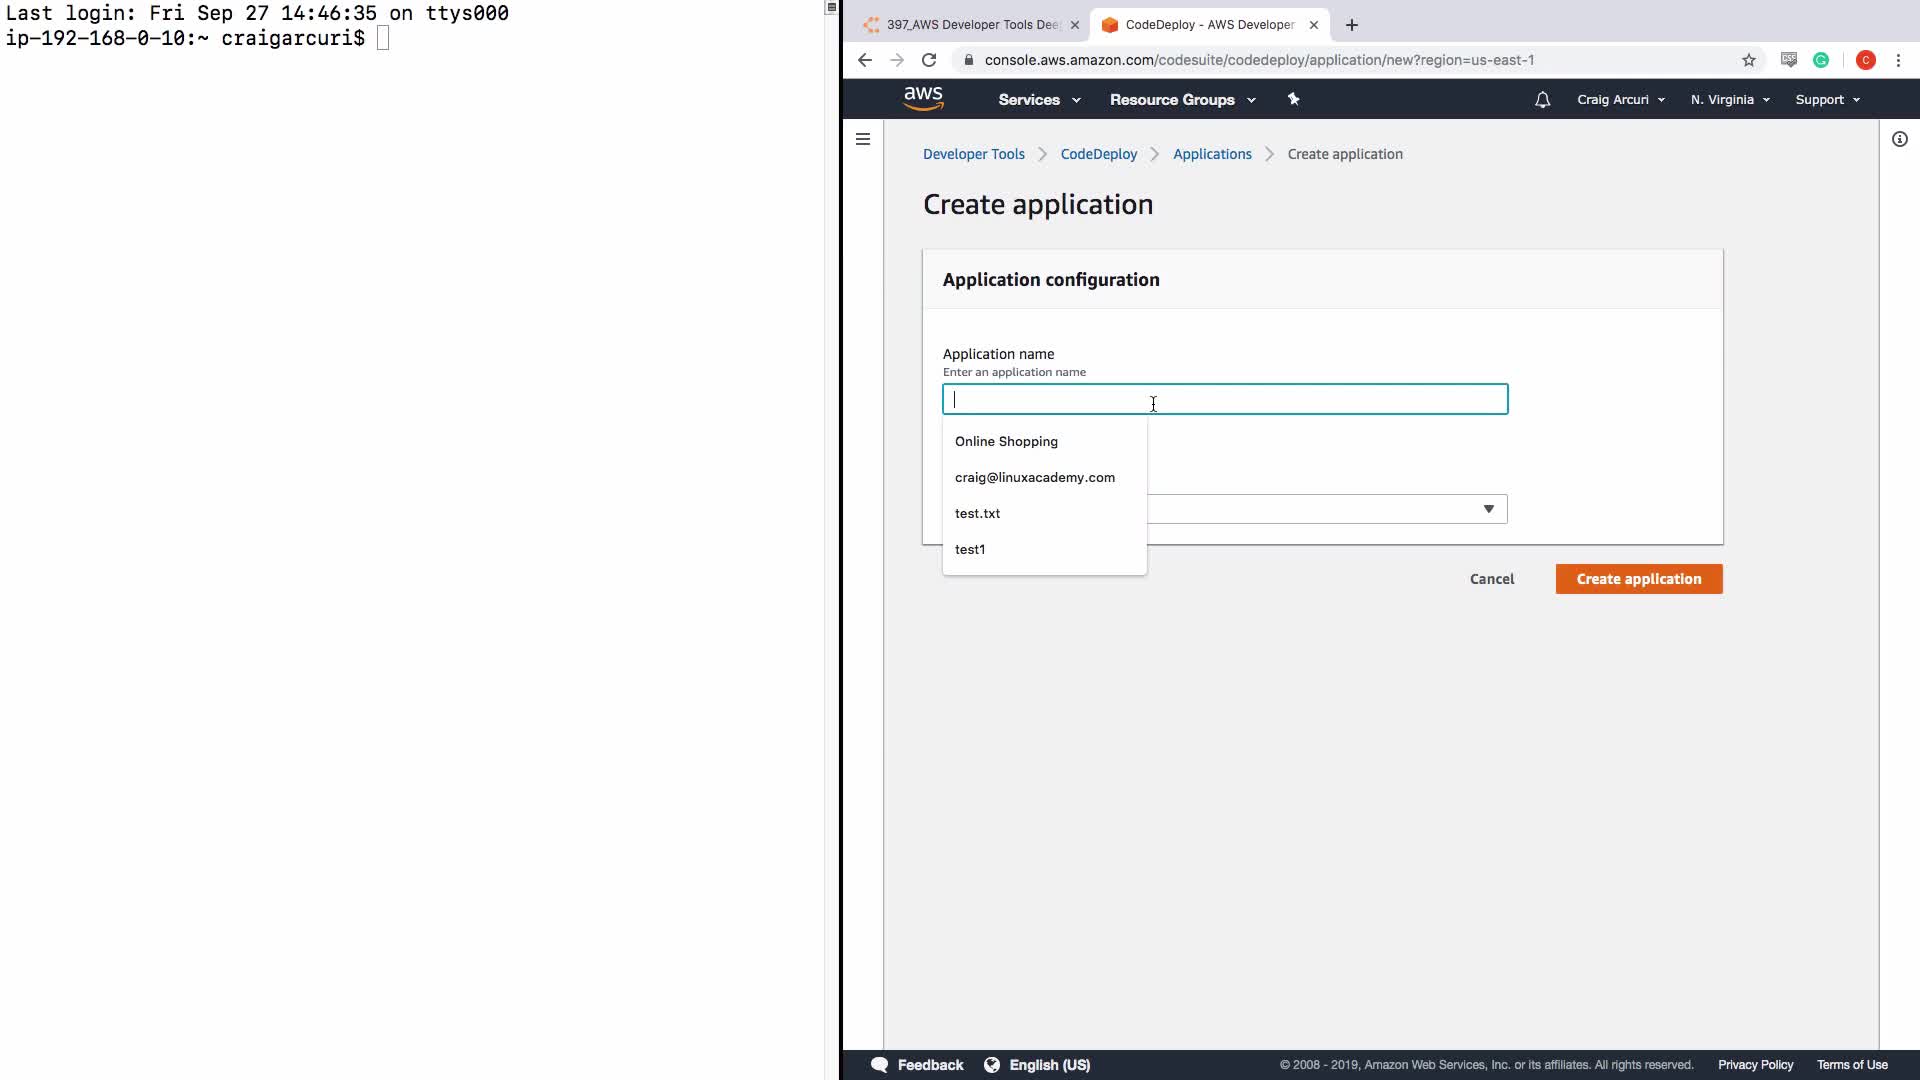 Last login: Fri Sep 27 14:46:35 on ttys000
ip-192-168-0-10:~ craigarcuri$
397_AWS Developer Tools Dee
CodeDeploy - AWS Developer
console.aws.amazon.com/codesuite/codedeploy/application/new?region=us-east-1
aws
Services
Resource Groups
Craig Arcuri
N. Virginia
Support
Developer Tools
CodeDeploy
Applications
Create application
Create application
Application configuration
Application name
Enter an application name
Online Shopping
craig@linuxacademy.com
test.txt
test1
Cancel
Create application
Feedback
English (US)
© 2008 - 2019, Amazon Web Services, Inc. or its affiliates. All rights reserved.
Privacy Policy
Terms of Use